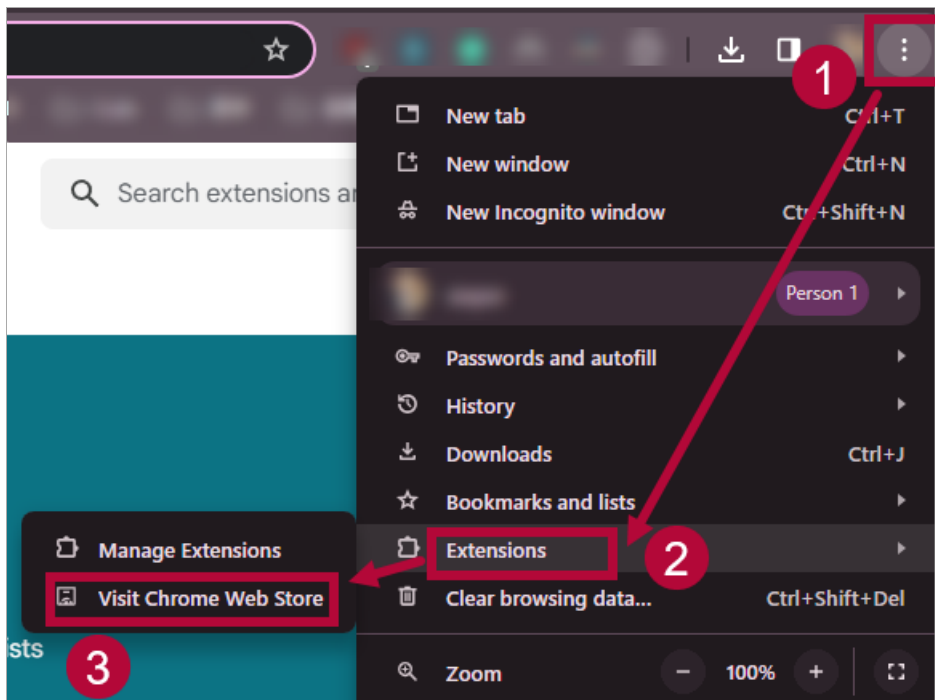 1
New tab Ctrl+T
New window Ctrl+N
Search extensions
New Incognito window Ctrl+Shift+N
Person 1
Passwords and autofill
History
Downloads Ctrl+J
Bookmarks and lists
Manage Extensions
Extensions 2
Visit Chrome Web Store
Clear browsing data... Ctrl+Shift+Del
ists
3
Zoom - 100% +